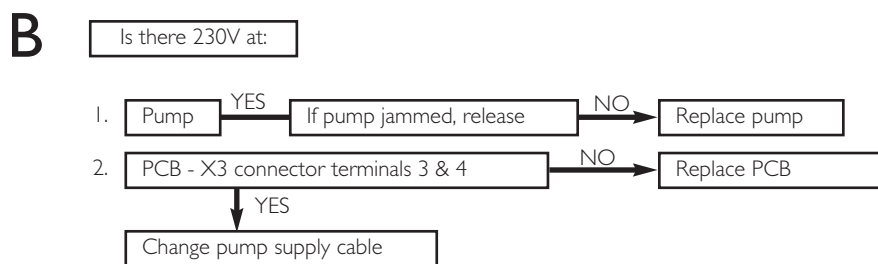 B
Is there 230V at:
1. Pump YES If pump jammed, release NO Replace pump
2. PCB - X3 connector terminals 3 & 4 NO Replace PCB
YES
Change pump supply cable